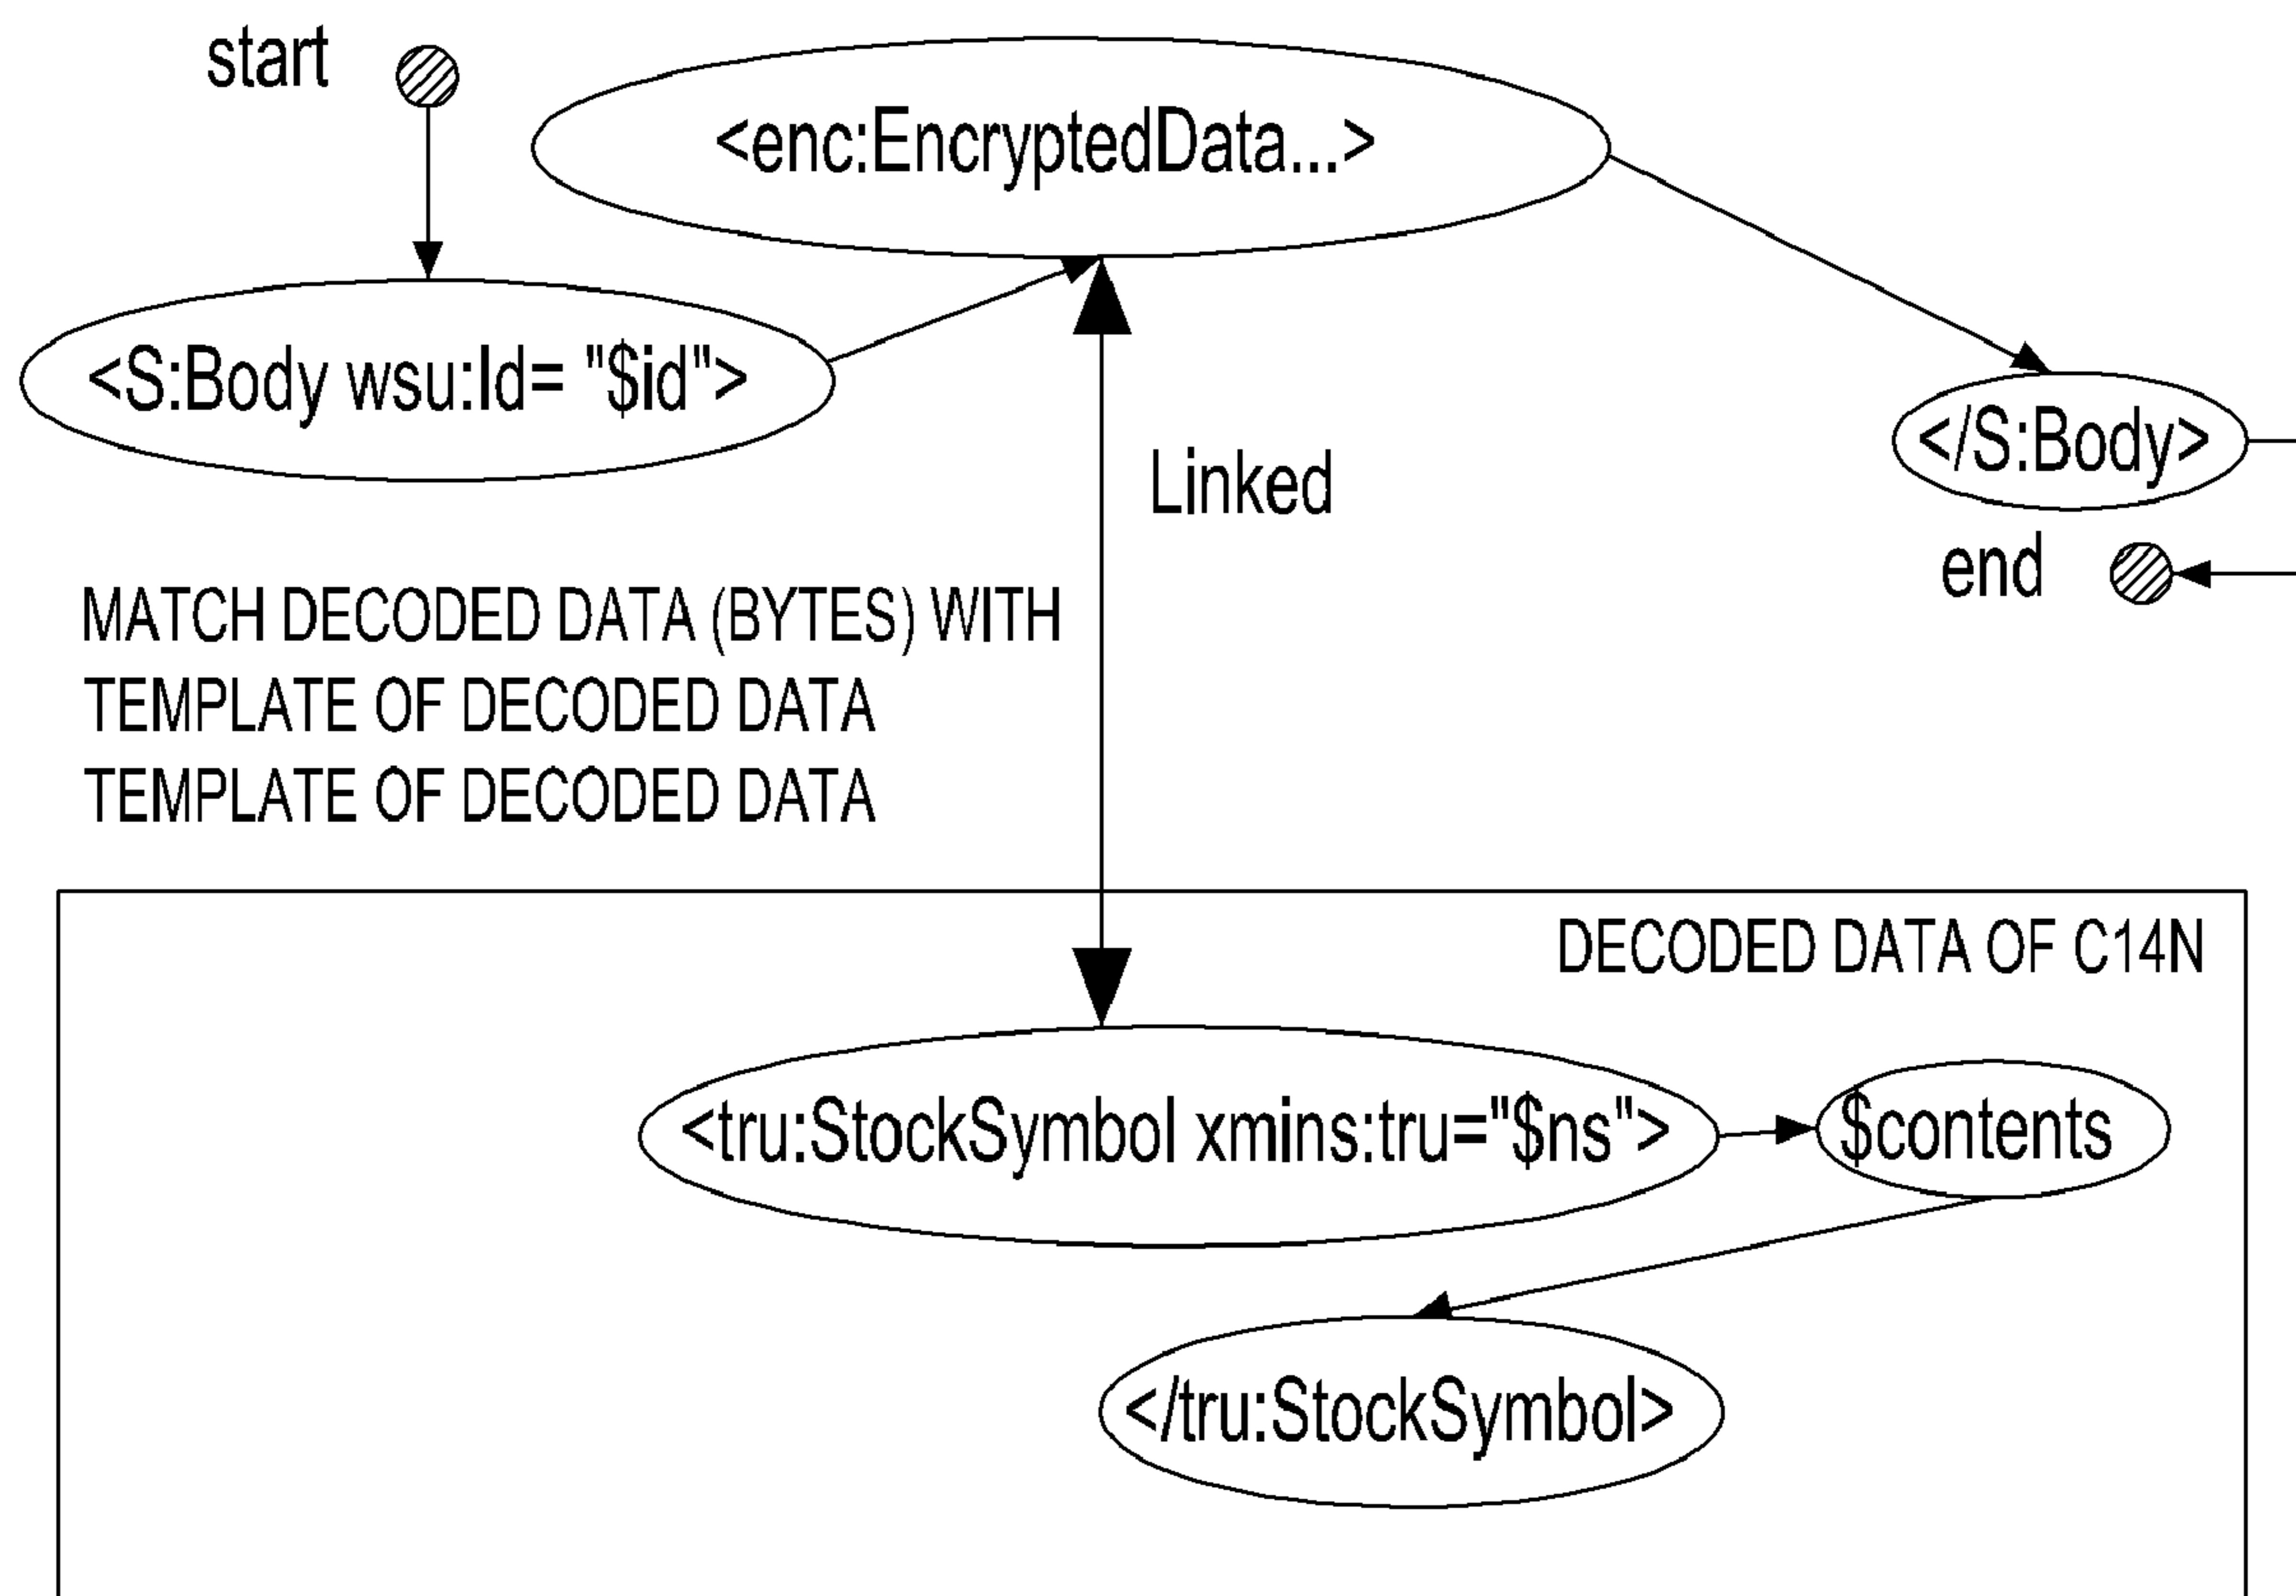 start
<enc:EncryptedData...>
<S:Body wsu:Id= "$id">
</S:Body>
Linked
end
MATCH DECODED DATA (BYTES) WITH
TEMPLATE OF DECODED DATA
TEMPLATE OF DECODED DATA
DECODED DATA OF C14N
<tru:StockSymbol xmins:tru="$ns">
$contents
</tru:StockSymbol>